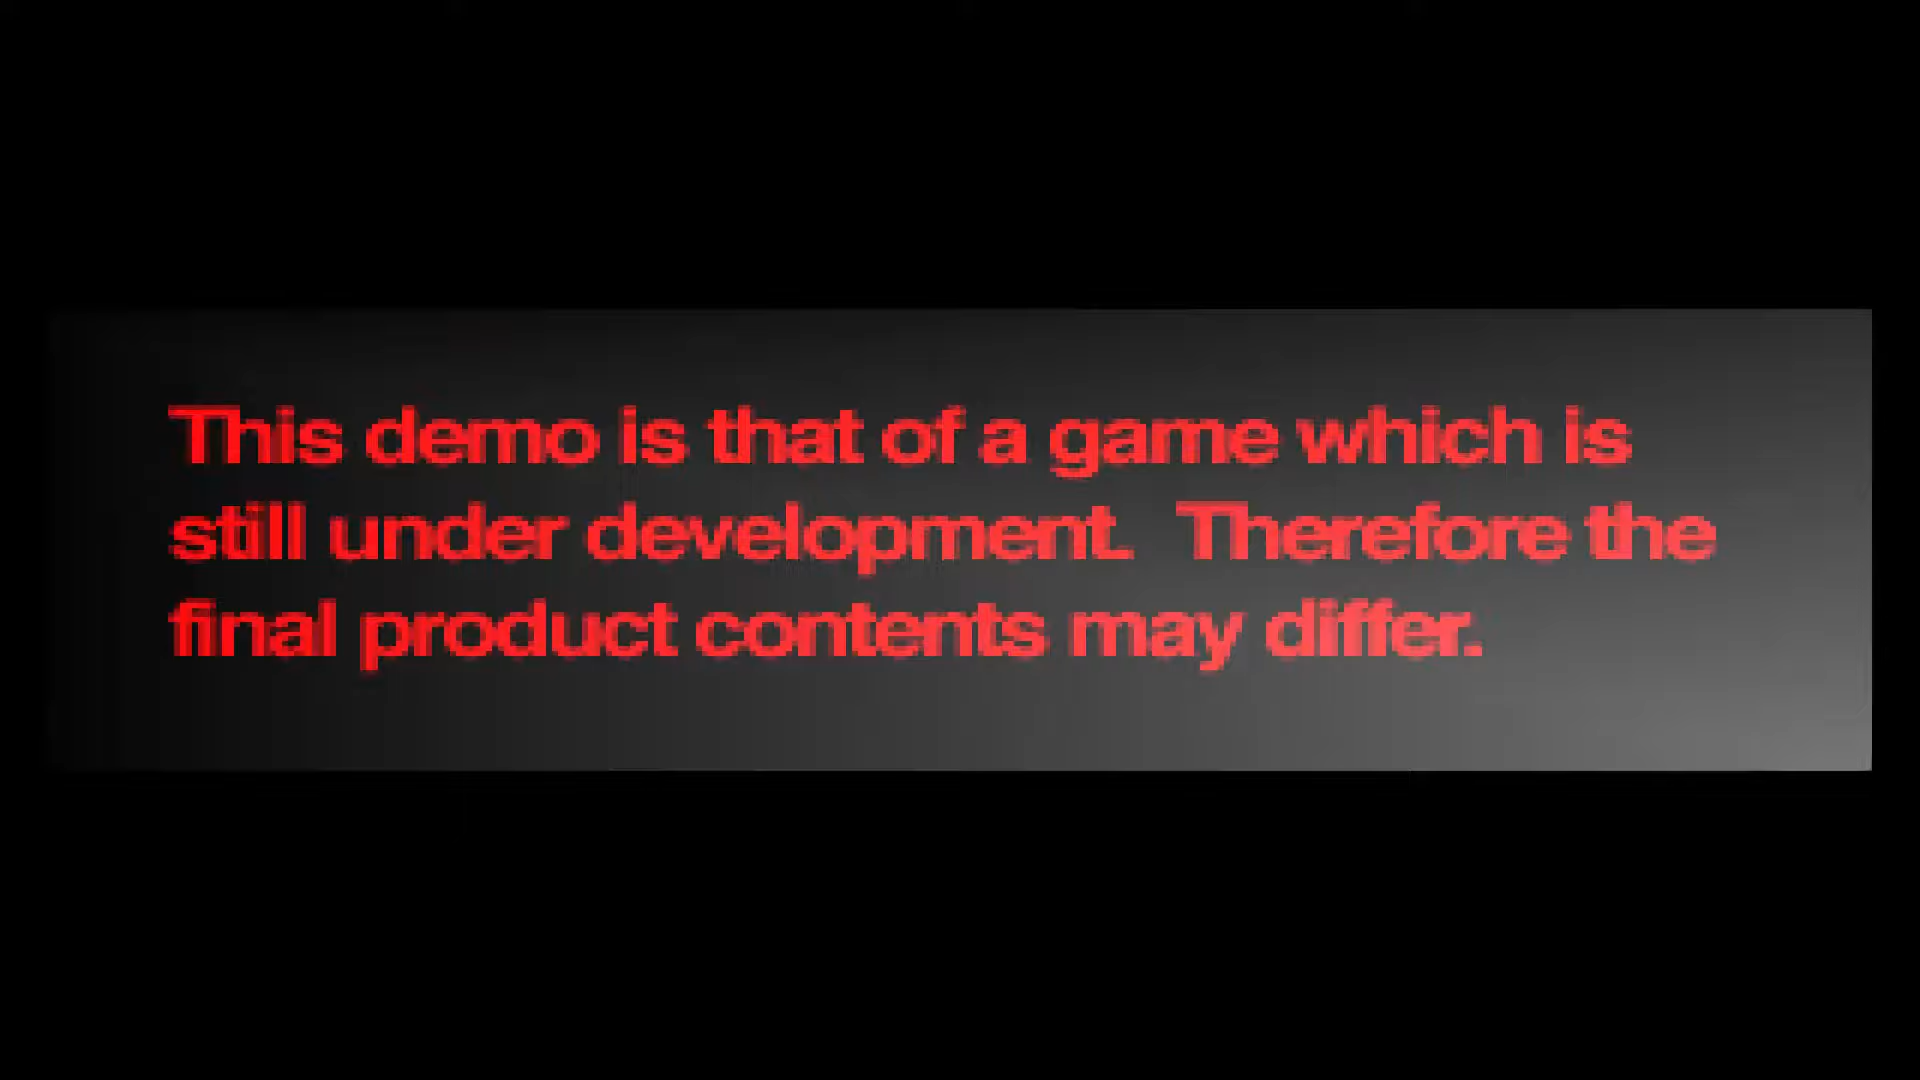 This demo is that of a game which is
still under development.  Therefore the
final product contents may differ.